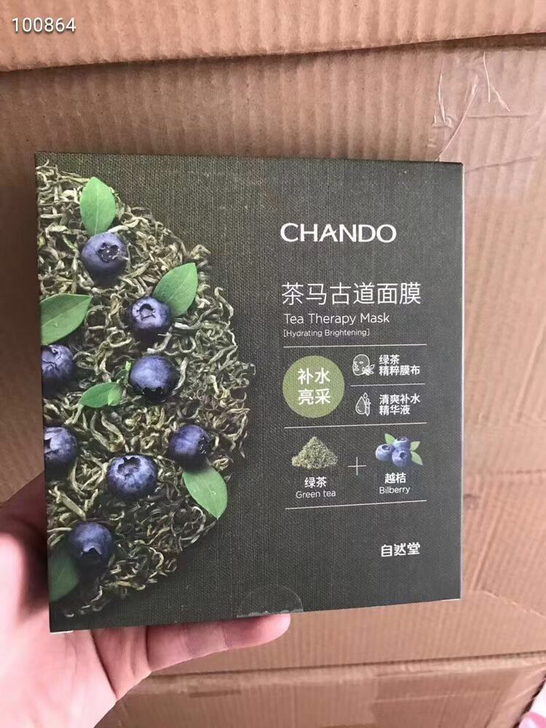 100864
CHANDO
茶马古道面膜
Tea Therapy Mask
[Hydrating Brightening]
补水
亮采
绿茶
精粹膜布
清爽补水
精华液
绿茶
Green tea
越桔
Bilberry
自然堂